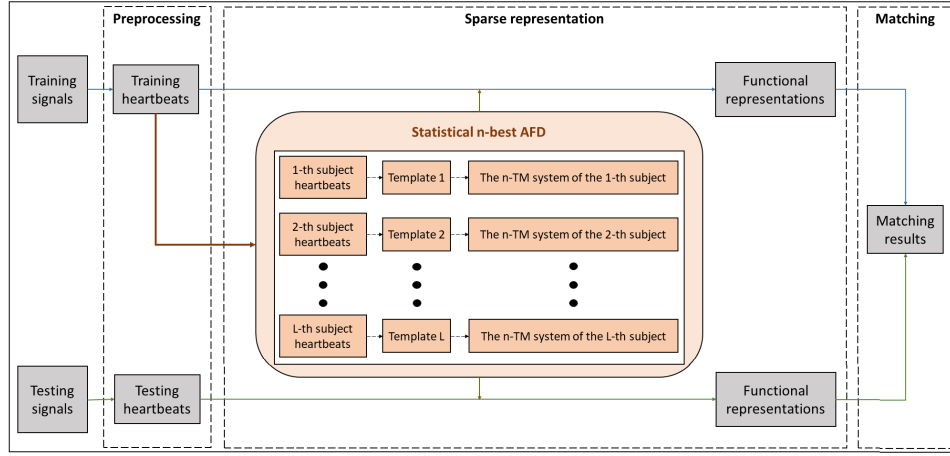 Preprocessing
Sparse representation
Matching
Training
signals
Training
heartbeats
Functional
representations
Statistical n-best AFD
1-th subject
heartbeats
Template 1
The n-TM system of the 1-th subject
2-th subject
heartbeats
Template 2
The n-TM system of the 2-th subject
L-th subject
heartbeats
Template L
The n-TM system of the L-th subject
Matching
results
Testing
signals
Testing
heartbeats
Functional
representations